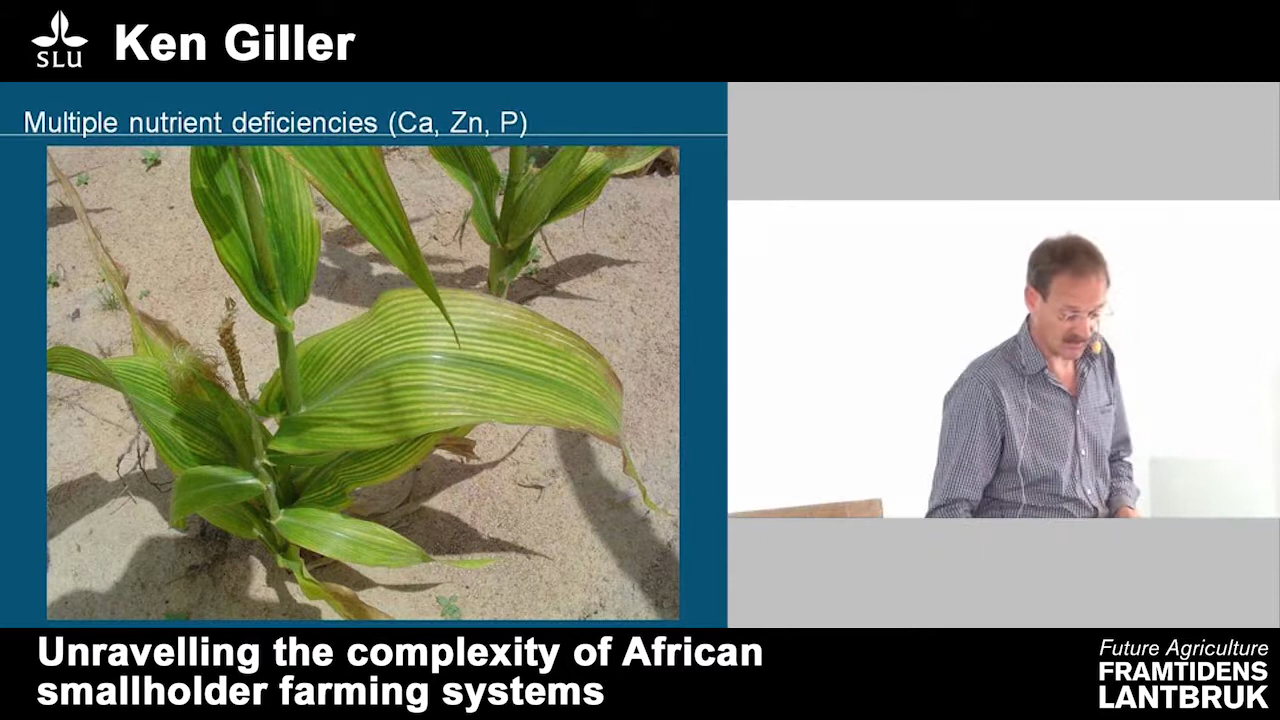 SLU
Ken Giller
Multiple nutrient deficiencies (Ca, Zn, P)
Unravelling the complexity of African
smallholder farming systems
Future Agriculture
FRAMTIDENS
LANTBRUK